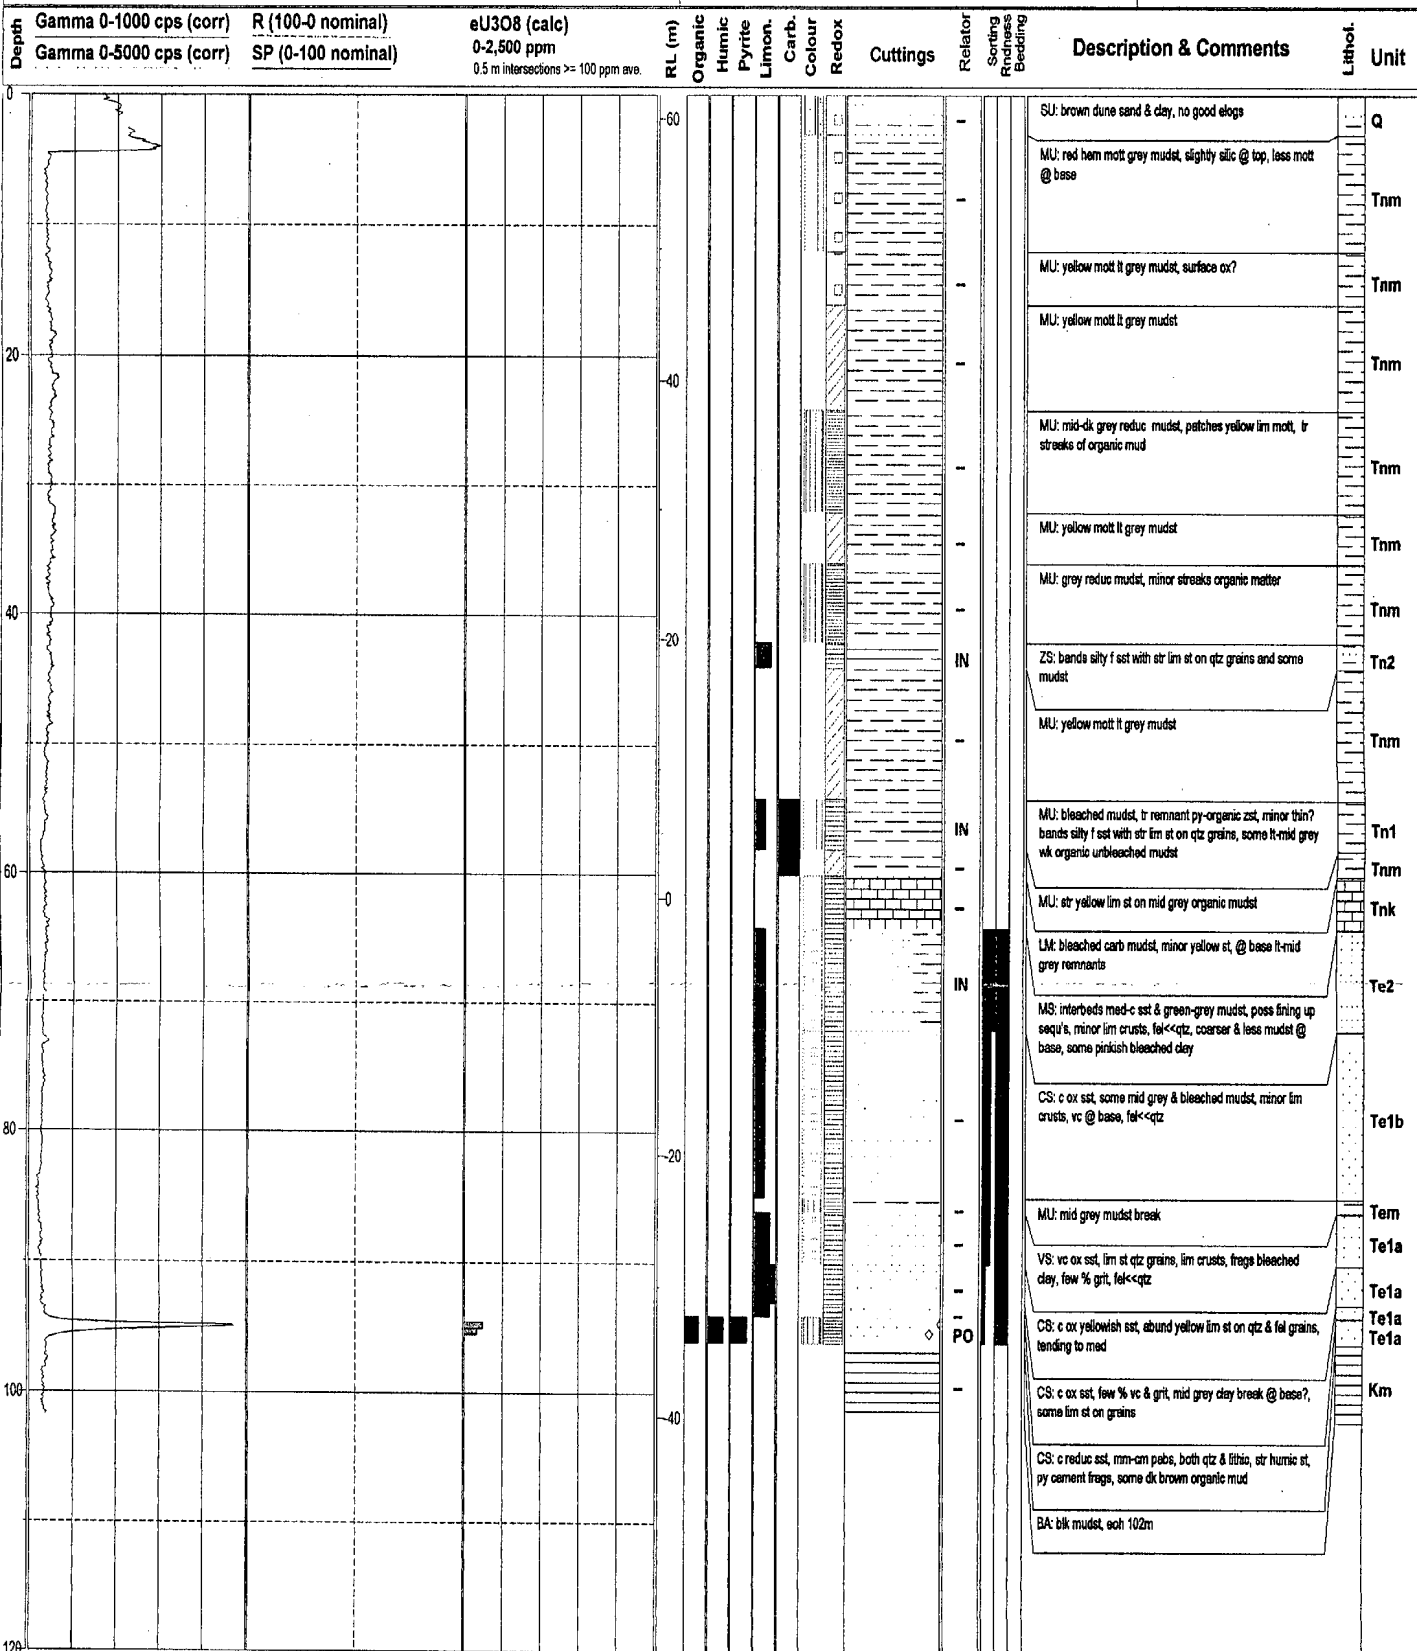 Depth
Gamma 0-1000 cps (corr)
Gamma 0-5000 cps (corr)
R (100-0 nominal)
SP (0-100 nominal)
eU3O8 (calc)
0-2,500 ppm
0.5 m intersections >= 100 ppm ave.
RL (m)
Organic
Humic
Pyrite
Limon.
Carb.
Colour
Redox
Cuttings
Relator
Sorting
Rndness
Bedding
Description & Comments
Lithol.
Unit
0
20
40
60
80
100
120
60
40
20
0
-20
-40
IN
IN
IN
PO
SU: brown dune sand & clay, no good elogs
MU: red hem mott grey mudst, slightly silic @ top, less mott
@ base
MU: yellow mott lt grey mudst, surface ox?
MU: yellow mott lt grey mudst
MU: mid-dk grey reduc mudst, patches yellow lim mott, tr
streaks of organic mud
MU: yellow mott lt grey mudst
MU: grey reduc mudst, minor streaks organic matter
ZS: bands silty f sst with str lim st on qtz grains and some
mudst
MU: yellow mott lt grey mudst
MU: bleached mudst, tr remnant py-organic zst, minor thin?
bands silty f sst with str lim st on qtz grains, some lt-mid grey
wk organic unbleached mudst
MU: str yellow lim st on mid grey organic mudst
LM: bleached carb mudst, minor yellow st, @ base lt-mid
grey remnants
MS: interbeds med-c sst & green-grey mudst, poss fining up
sequ's, minor lim crusts, fel<<qtz, coarser & less mudst @
base, some pinkish bleached clay
CS: c ox sst, some mid grey & bleached mudst, minor lim
crusts, vc @ base, fel<<qtz
MU: mid grey mudst break
VS: vc ox sst, lim st qtz grains, lim crusts, frags bleached
clay, few % grit, fel<<qtz
CS: c ox yellowish sst, abund yellow lim st on qtz & fel grains,
tending to med
CS: c ox sst, few % vc & grit, mid grey clay break @ base?,
some lim st on grains
CS: c reduc sst, mm-cm pebs, both qtz & lithic, str humic st,
py cement frags, some dk brown organic mud
BA: blk mudst, eoh 102m
Q
Tnm
Tnm
Tnm
Tnm
Tnm
Tnm
Tn2
Tnm
Tn1
Tnm
Tnk
Te2
Te1b
Tem
Te1a
Te1a
Te1a
Te1a
Km